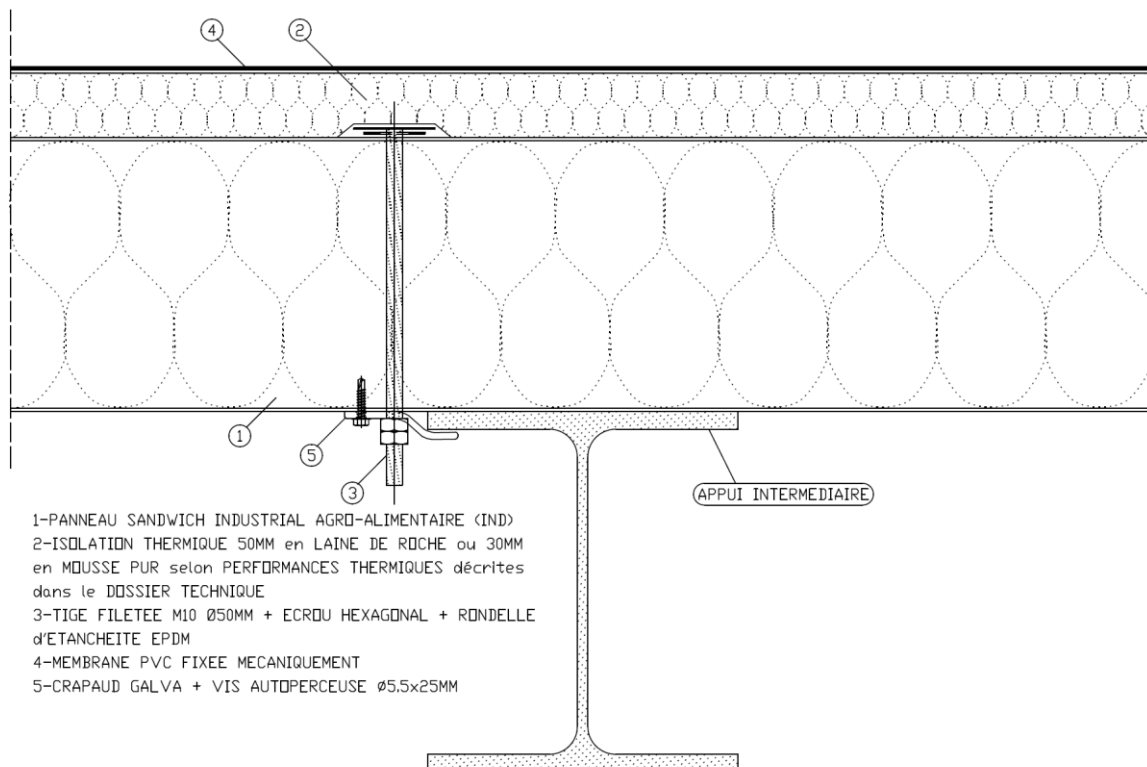 4
2
1
5
3
APPUI INTERMEDIAIRE
1-PANNEAU SANDWICH INDUSTRIAL AGRO-ALIMENTAIRE (IND)
2-ISOLATION THERMIQUE 50MM en LAINE DE ROCHE ou 30MM
en MOUSSE PUR selon PERFORMANCES THERMIQUES décrites
dans le DOSSIER TECHNIQUE
3-TIGE FILETEE M10 Ø50MM + ECROU HEXAGONAL + RONDELLE
d'ETANCHEITE EPDM
4-MEMBRANE PVC FIXEE MECANIQUEMENT
5-CRAPAUD GALVA + VIS AUTOPERCEUSE Ø5.5x25MM